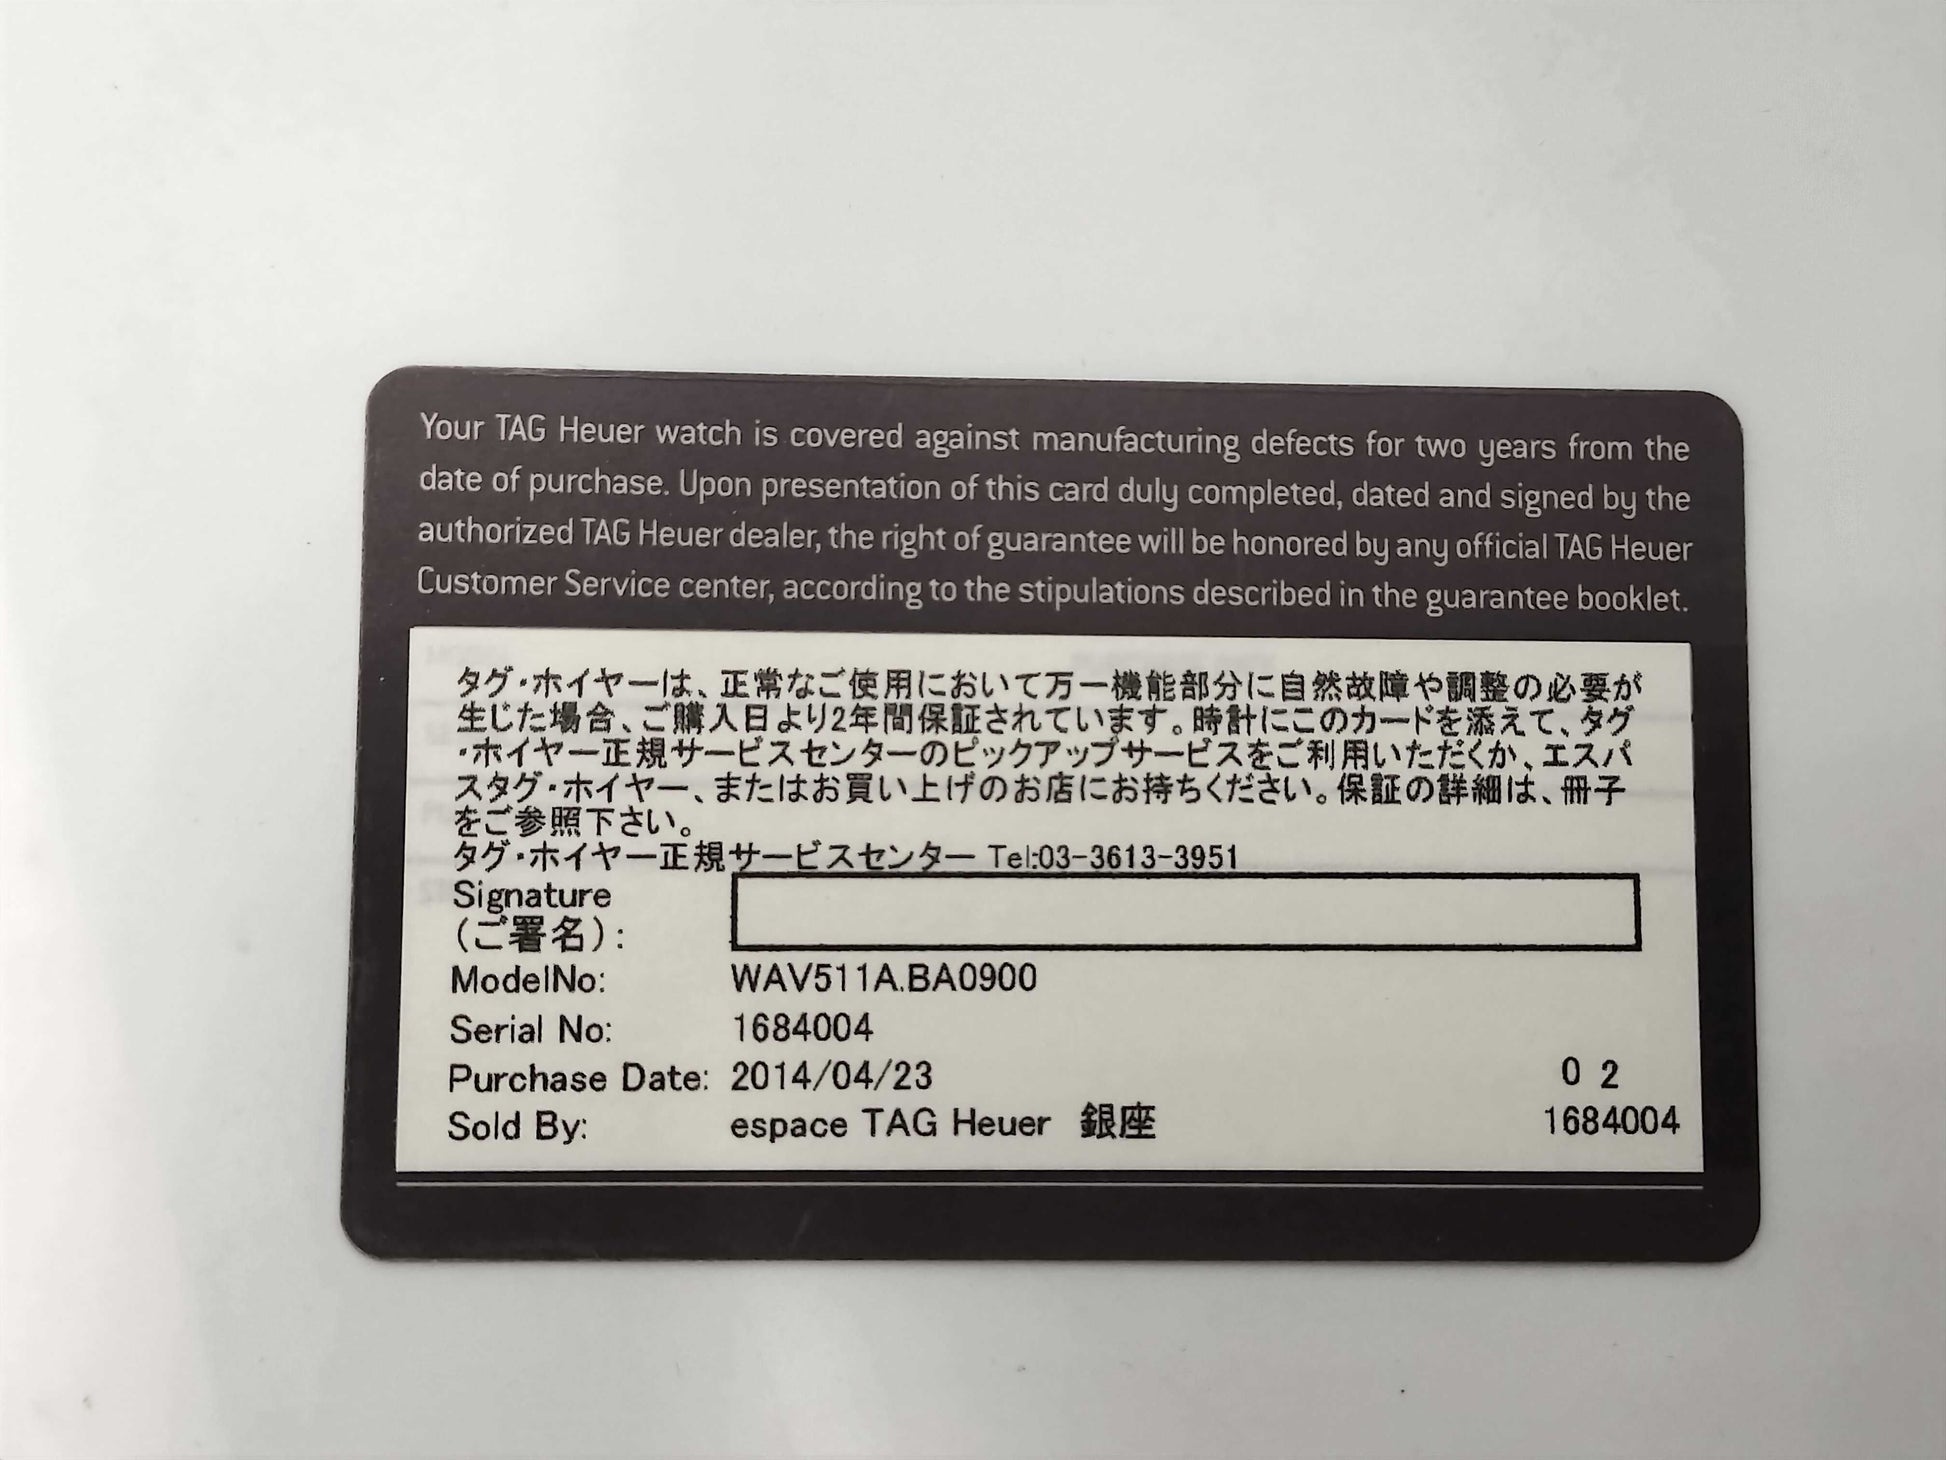 Your TAG Heuer watch is covered against manufacturing defects for two years from the
date of purchase. Upon presentation of this card duly completed, dated and signed by the
authorized TAG Heuer dealer, the right of guarantee will be honored by any official TAG Heuer
Customer Service center, according to the stipulations described in the guarantee booklet.
タグ・ホイヤーは、正常なご使用において万一機能部分に自然故障や調整の必要が
生じた場合、ご購入日より2年間保証されています。時計にこのカードを添えて、タグ
・ホイヤー正規サービスセンターのピックアップサービスをご利用いただくか、エスパ
スタグ・ホイヤー、またはお買い上げのお店にお持ちください。保証の詳細は、冊子
をご参照下さい。
タグ・ホイヤー正規サービスセンター Tel:03-3613-3951
Signature
(ご署名):
ModelNo: WAV511A.BA0900
Serial No: 1684004
Purchase Date: 2014/04/23 0 2
Sold By: espace TAG Heuer 銀座 1684004